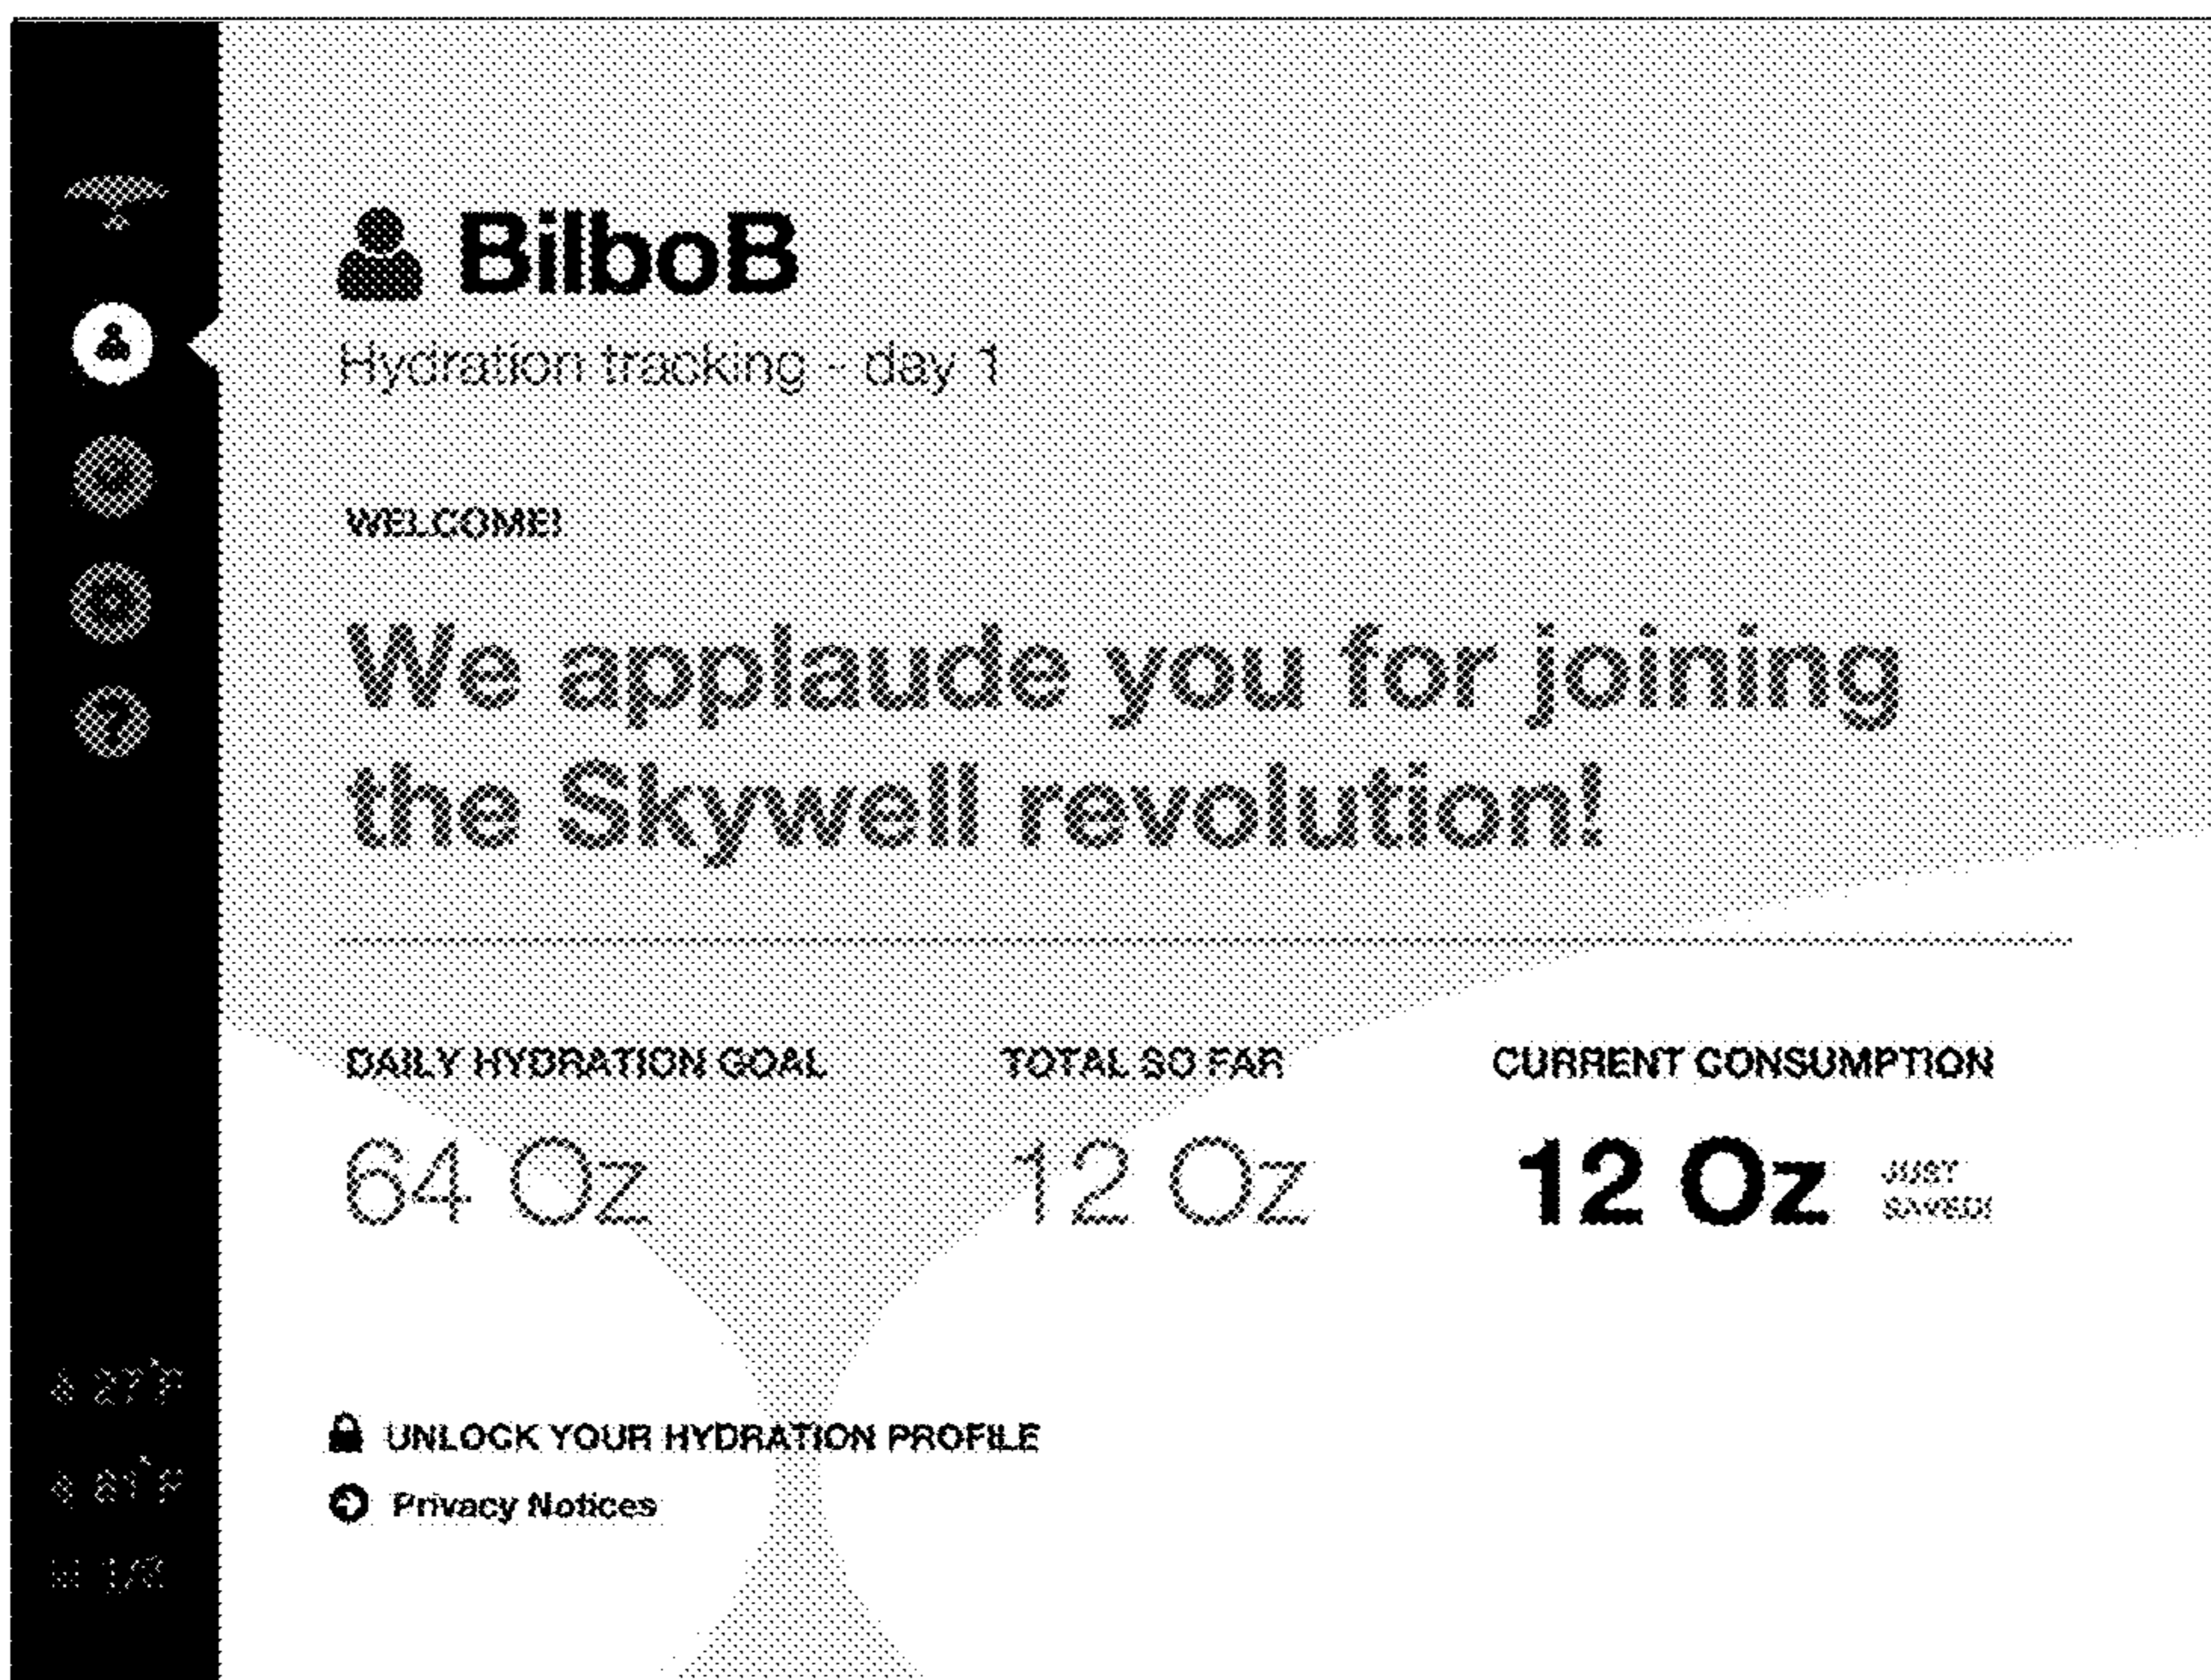 BilboB
Hydration tracking - day 1
WELCOME!
We applaude you for joining
the Skywell revolution!
DAILY HYDRATION GOAL
64 Oz
TOTAL SO FAR
12 Oz
CURRENT CONSUMPTION
12 Oz
JUST
SAVED!
UNLOCK YOUR HYDRATION PROFILE
Privacy Notices
?
27°F